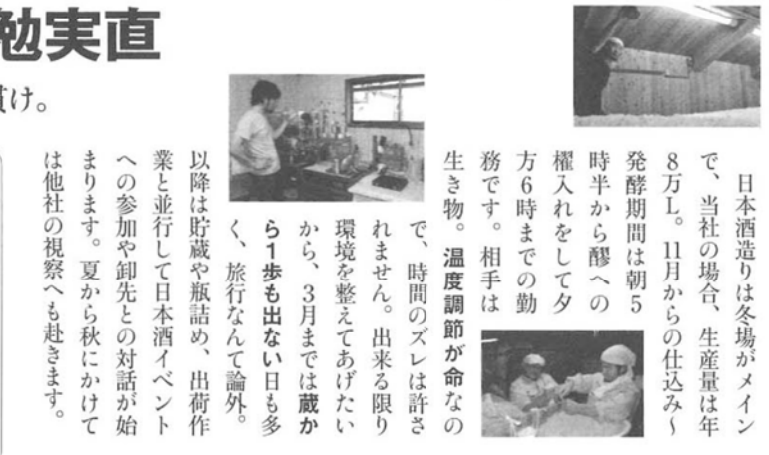 勉実直
け。
日本酒造りは冬場がメイン
で、当社の場合、生産量は年
8万L。11月からの仕込み〜
発酵期間は朝5
時半から醪への
櫂入れをして夕
方6時までの勤
務です。相手は
生き物。温度調節が命なの
で、時間のズレは許さ
れません。出来る限り
環境を整えてあげたい
から、3月までは蔵か
ら1歩も出ない日も多
く、旅行なんて論外。
以降は貯蔵や瓶詰め、出荷作
業と並行して日本酒イベント
への参加や卸先との対話が始
まります。夏から秋にかけて
は他社の視察へも赴きます。